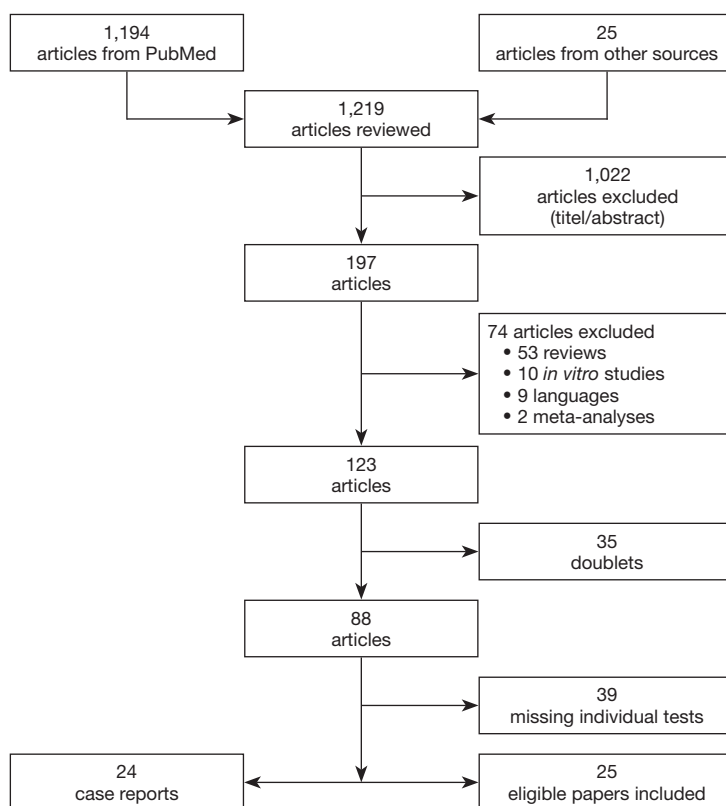 1,194
articles from PubMed
25
articles from other sources
1,219
articles reviewed
1,022
articles excluded
(titel/abstract)
197
articles
74 articles excluded
• 53 reviews
• 10 in vitro studies
• 9 languages
• 2 meta-analyses
123
articles
35
doublets
88
articles
39
missing individual tests
24
case reports
25
eligible papers included